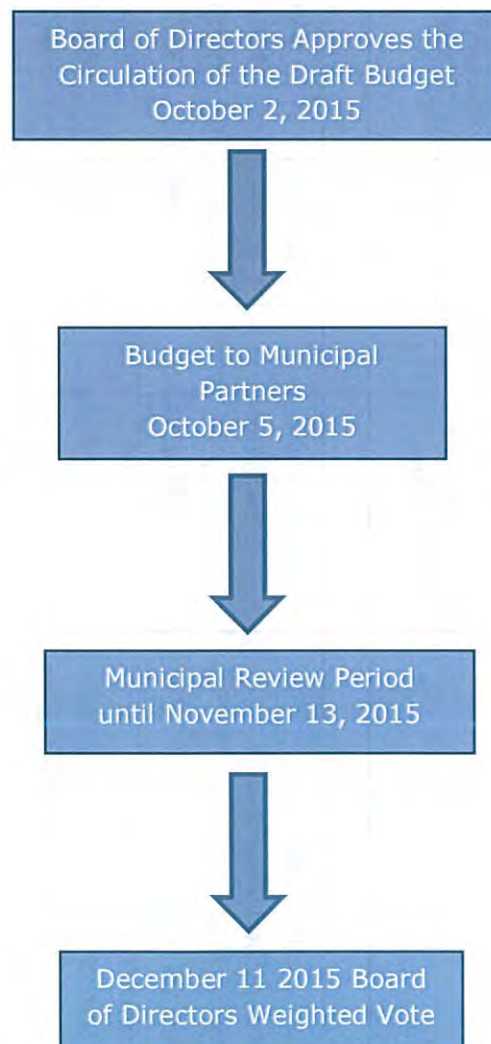 Board of Directors Approves the
Circulation of the Draft Budget
October 2, 2015
Budget to Municipal
Partners
October 5, 2015
Municipal Review Period
until November 13, 2015
December 11 2015 Board
of Directors Weighted Vote